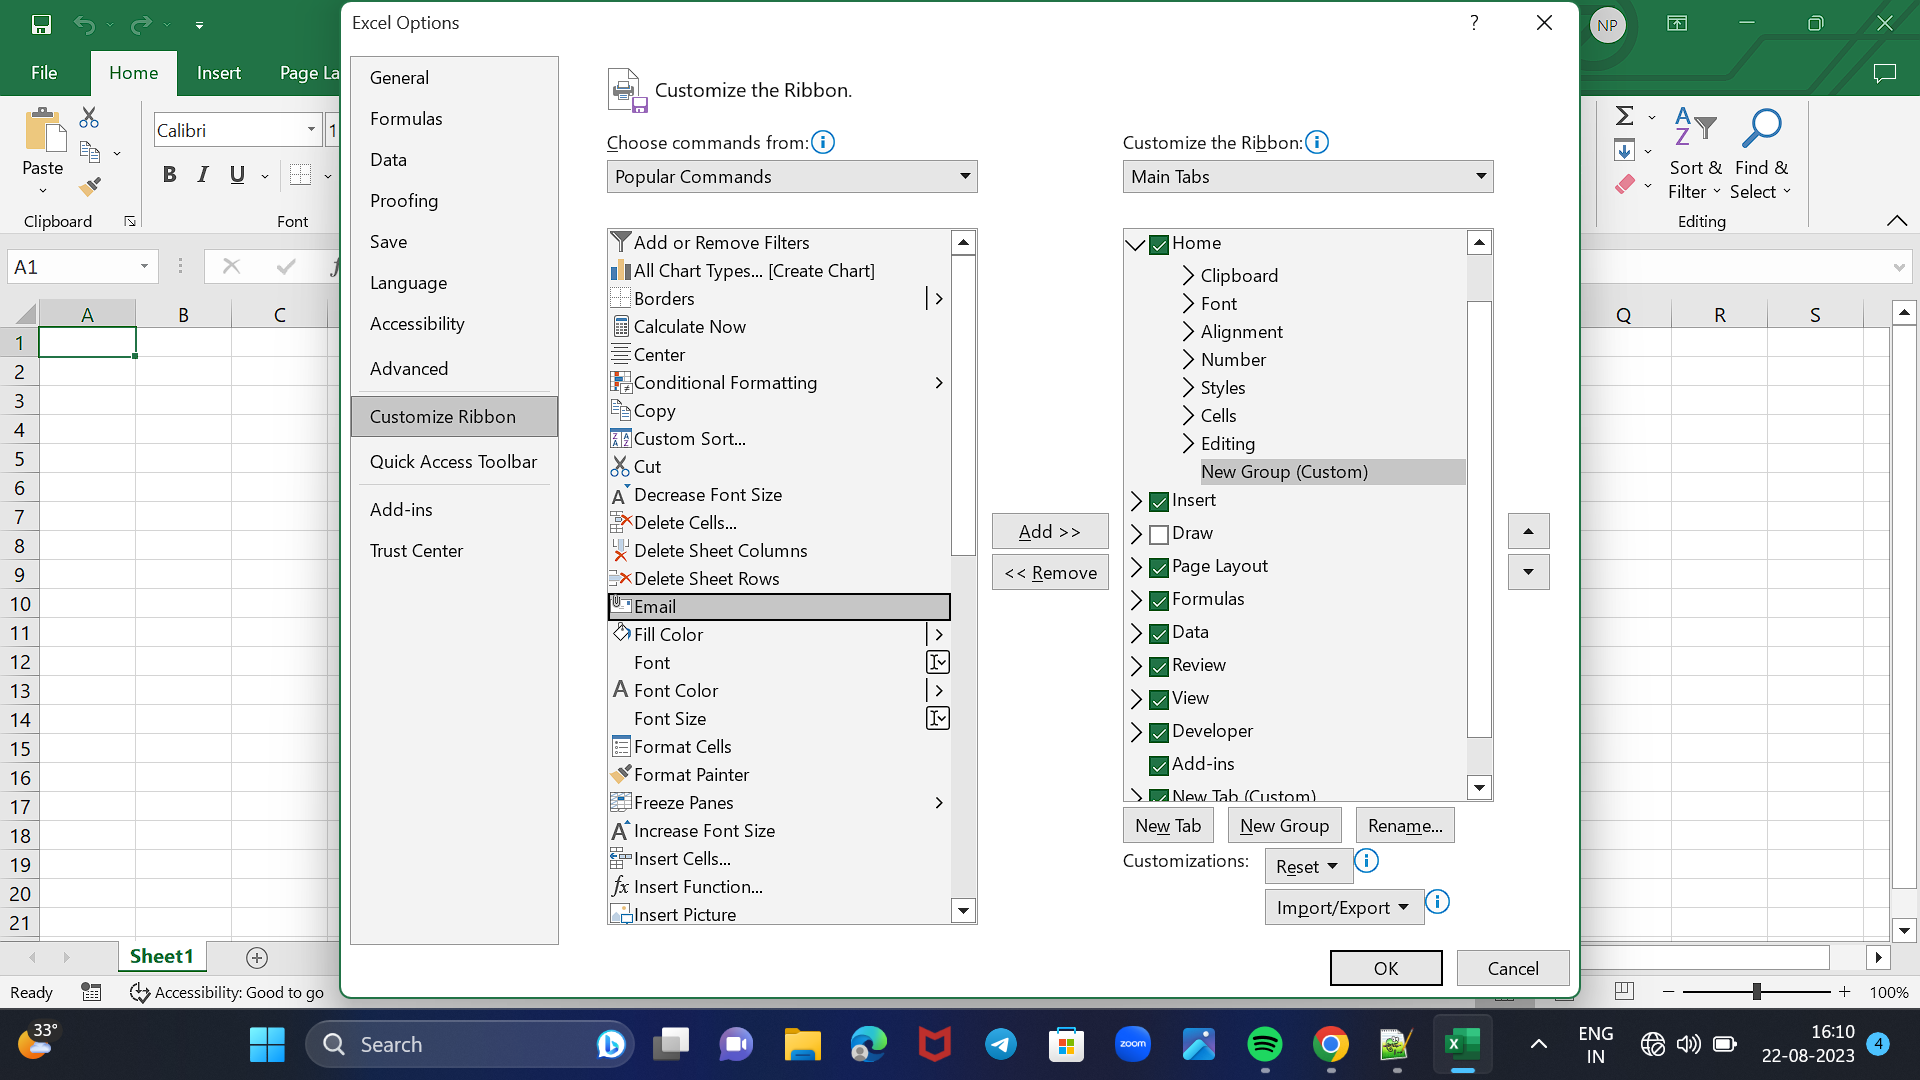 Excel Options
?
NP
File
Home
Insert
Page La
Paste
Clipboard
Calibri
1
B I U
Font
Sort &
Filter
Find &
Select
Editing
A1
A B C
Q R S
1
2
3
4
5
6
7
8
9
10
11
12
13
14
15
16
17
18
19
20
21
General
Formulas
Data
Proofing
Save
Language
Accessibility
Advanced
Customize Ribbon
Quick Access Toolbar
Add-ins
Trust Center
Customize the Ribbon.
Choose commands from:
Popular Commands
Add or Remove Filters
All Chart Types... [Create Chart]
Borders
Calculate Now
Center
Conditional Formatting
Copy
Custom Sort...
Cut
Decrease Font Size
Delete Cells...
Delete Sheet Columns
Delete Sheet Rows
Email
Fill Color
Font
Font Color
Font Size
Format Cells
Format Painter
Freeze Panes
Increase Font Size
Insert Cells...
Insert Function...
Insert Picture
Add >>
<< Remove
Customize the Ribbon:
Main Tabs
Home
Clipboard
Font
Alignment
Number
Styles
Cells
Editing
New Group (Custom)
Insert
Draw
Page Layout
Formulas
Data
Review
View
Developer
Add-ins
New Tab (Custom)
New Tab
New Group
Rename...
Customizations:
Reset
Import/Export
OK
Cancel
Sheet1
Ready
Accessibility: Good to go
100%
33°
Search
zoom
ENG
IN
16:10
22-08-2023
4